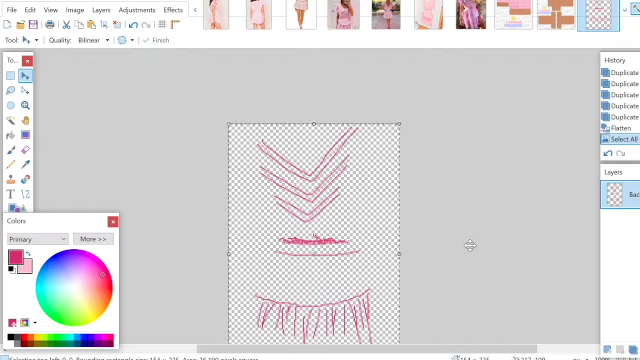 File Edit View Image Layers Adjustments Effects
Tool: Quality: Bilinear Finish
To...
History
Duplicate
Duplicate
Duplicate
Duplicate
Duplicate
Flatten
Select All
Layers
Bac
Colors
Primary More >>